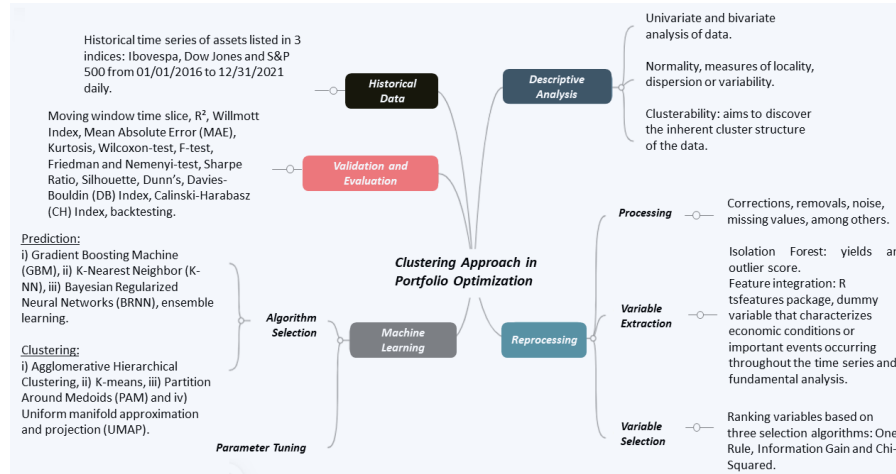 Historical time series of assets listed in 3
indices: Ibovespa, Dow Jones and S&P
500 from 01/01/2016 to 12/31/2021
daily.
Historical
Data
Moving window time slice, R², Willmott
Index, Mean Absolute Error (MAE),
Kurtosis, Wilcoxon-test, F-test,
Friedman and Nemenyi-test, Sharpe
Ratio, Silhouette, Dunn's, Davies-
Bouldin (DB) Index, Calinski-Harabasz
(CH) Index, backtesting.
Validation and
Evaluation
Prediction:
i) Gradient Boosting Machine
(GBM), ii) K-Nearest Neighbor (K-
NN), iii) Bayesian Regularized
Neural Networks (BRNN), ensemble
learning.
Clustering:
i) Agglomerative Hierarchical
Clustering, ii) K-means, iii) Partition
Around Medoids (PAM) and iv)
Uniform manifold approximation
and projection (UMAP).
Algorithm
Selection
Parameter Tuning
Machine
Learning
Clustering Approach in
Portfolio Optimization
Descriptive
Analysis
Univariate and bivariate
analysis of data.
Normality, measures of locality,
dispersion or variability.
Clusterability: aims to discover
the inherent cluster structure
of the data.
Reprocessing
Processing
Corrections, removals, noise,
missing values, among others.
Variable
Extraction
Isolation Forest: yields an
outlier score.
Feature integration: R
tsfeatures package, dummy
variable that characterizes
economic conditions or
important events occurring
throughout the time series and
fundamental analysis.
Variable
Selection
Ranking variables based on
three selection algorithms: One
Rule, Information Gain and Chi-
Squared.